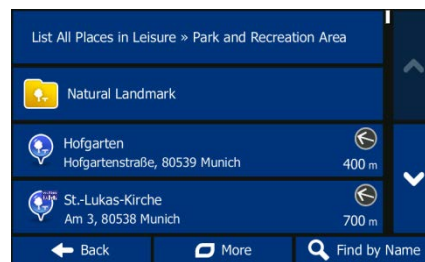 List All Places in Leisure » Park and Recreation Area
Natural Landmark
Hofgarten
Hofgartenstraße, 80539 Munich
400 m
St.-Lukas-Kirche
Am 3, 80538 Munich
700 m
Back
More
Find by Name